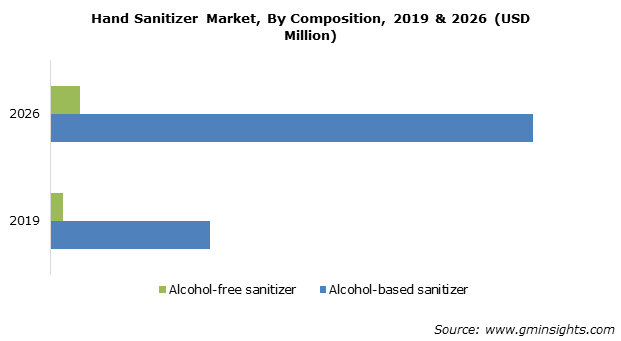 Hand Sanitizer Market, By Composition, 2019 & 2026 (USD
Million)
2026
2019
Alcohol-free sanitizer
Alcohol-based sanitizer
Source: www.gminsights.com